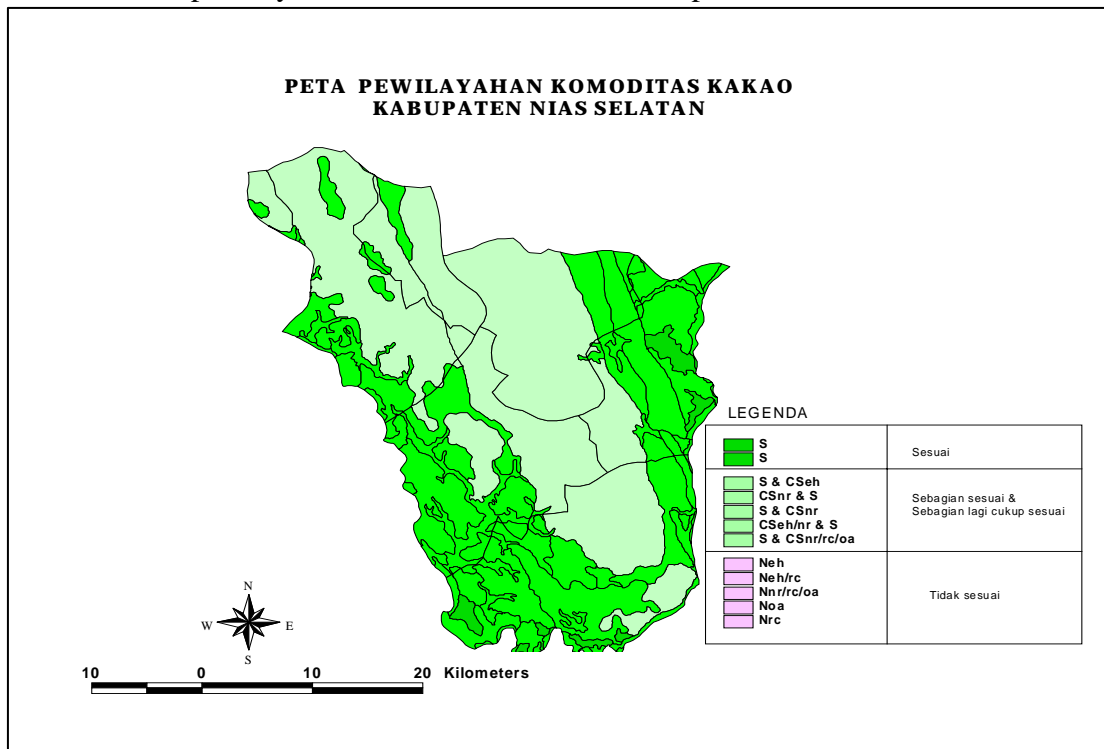 PETA PEWILAYAHAN KOMODITAS KAKAO
KABUPATEN NIAS SELATAN
LEGENDA
S
S
Sesuai
S & CSeh
CSnr & S
S & CSnr
CSeh/nr & S
S & CSnr/rc/oa
Sebagian sesuai &
Sebagian lagi cukup sesuai
Neh
Neh/rc
Nnr/rc/oa
Noa
Nrc
Tidak sesuai
N
W E
S
10 0 10 20 Kilometers